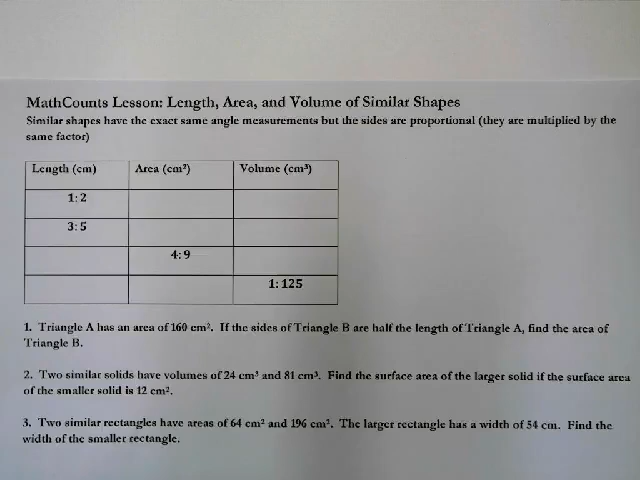 MathCounts Lesson: Length, Area, and Volume of Similar Shapes
Similar shapes have the exact same angle measurements but the sides are proportional (they are multiplied by the
same factor)
Length (cm) Area (cm²) Volume (cm³)
1:2
3:5
4:9
1:125
1. Triangle A has an area of 160 cm². If the sides of Triangle B are half the length of Triangle A, find the area of
Triangle B.
2. Two similar solids have volumes of 24 cm³ and 81 cm³. Find the surface area of the larger solid if the surface area
of the smaller solid is 12 cm².
3. Two similar rectangles have areas of 64 cm² and 196 cm². The larger rectangle has a width of 54 cm. Find the
width of the smaller rectangle.